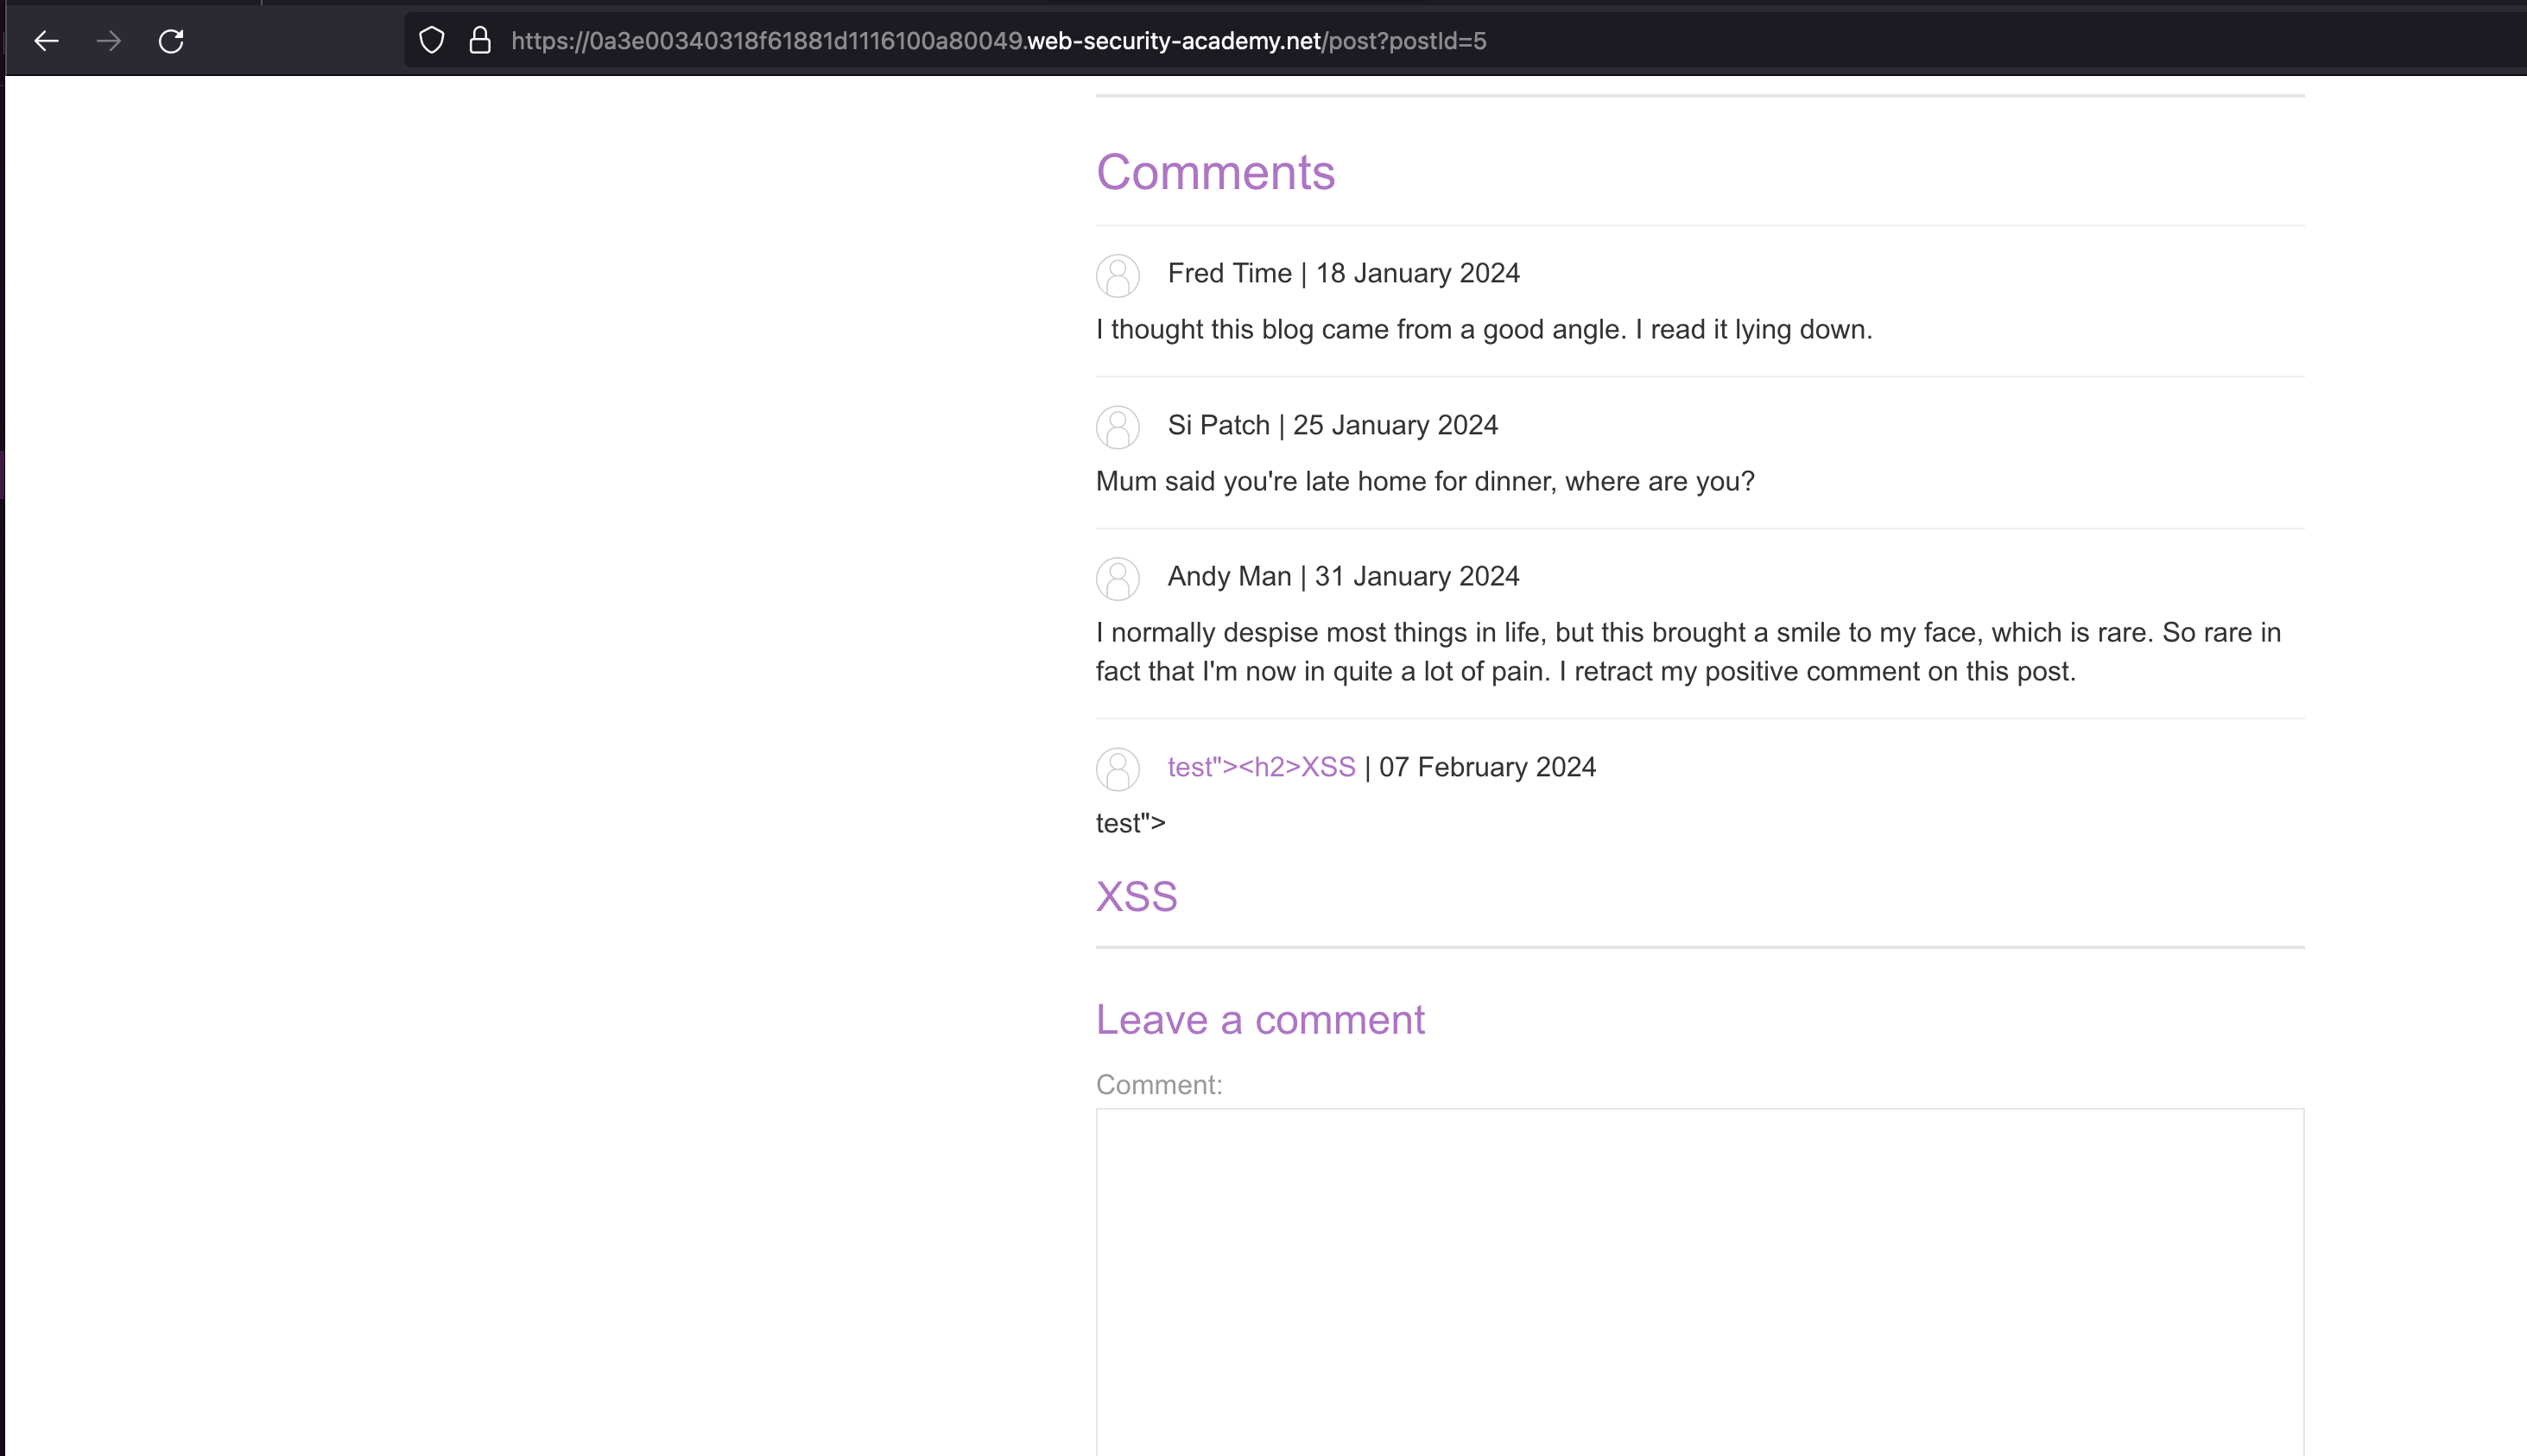 https://0a3e00340318f61881d1116100a80049.web-security-academy.net/post?postId=5
Comments
Fred Time | 18 January 2024
I thought this blog came from a good angle. I read it lying down.
Si Patch | 25 January 2024
Mum said you're late home for dinner, where are you?
Andy Man | 31 January 2024
I normally despise most things in life, but this brought a smile to my face, which is rare. So rare in
fact that I'm now in quite a lot of pain. I retract my positive comment on this post.
test"><h2>XSS | 07 February 2024
test">
XSS
Leave a comment
Comment: